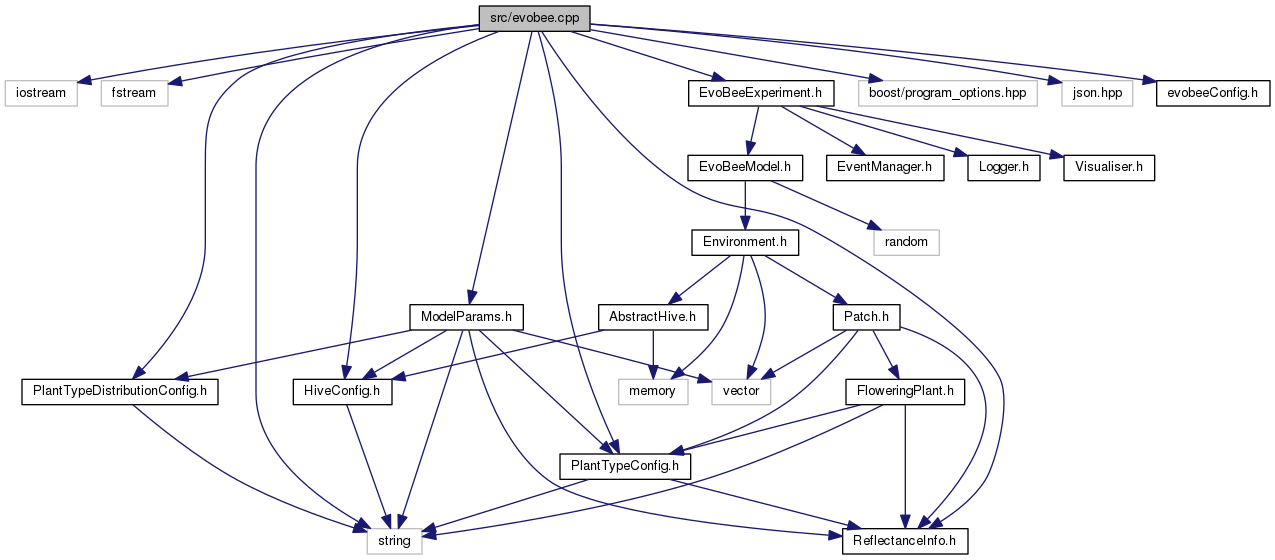 src/evobee.cpp
iostream
fstream
EvoBeeExperiment.h
boost/program_options.hpp
json.hpp
evobeeConfig.h
EvoBeeModel.h
EventManager.h
Logger.h
Visualiser.h
Environment.h
random
ModelParams.h
AbstractHive.h
Patch.h
PlantTypeDistributionConfig.h
HiveConfig.h
memory
vector
FloweringPlant.h
PlantTypeConfig.h
string
ReflectanceInfo.h